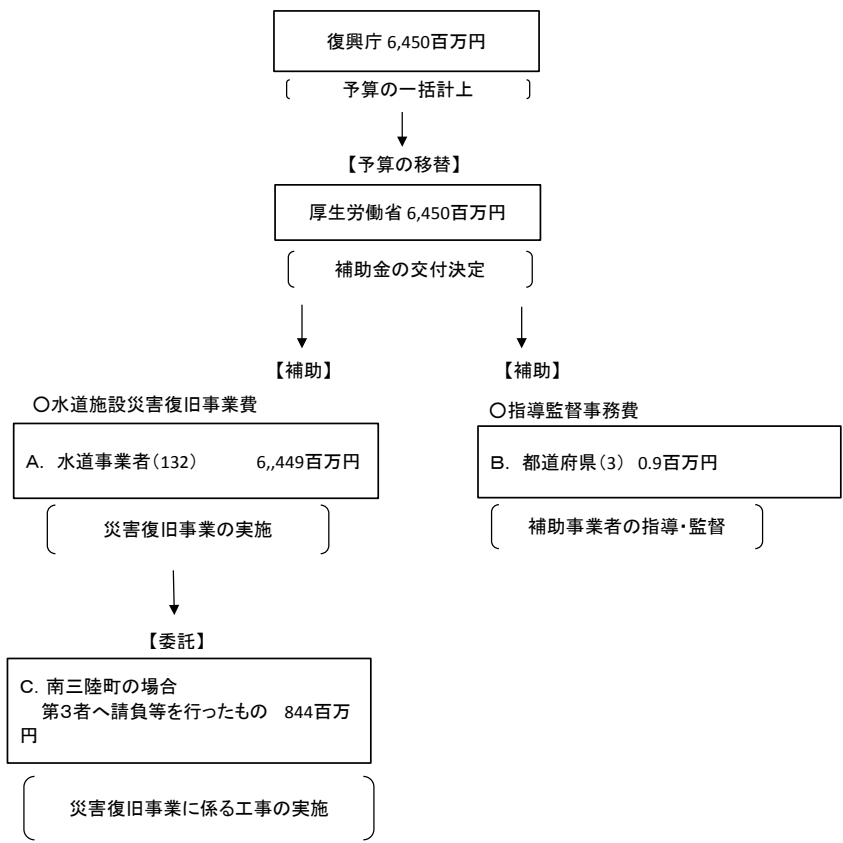 復興庁 6,450百万円
予算の一括計上
【予算の移替】
厚生労働省 6,450百万円
補助金の交付決定
【補助】
【補助】
〇水道施設災害復旧事業費
〇指導監督事務費
A. 水道事業者（132） 6,,449百万円
B. 都道府県（3） 0.9百万円
災害復旧事業の実施
補助事業者の指導・監督
【委託】
C. 南三陸町の場合
第３者へ請負等を行ったもの 844百万
円
災害復旧事業に係る工事の実施